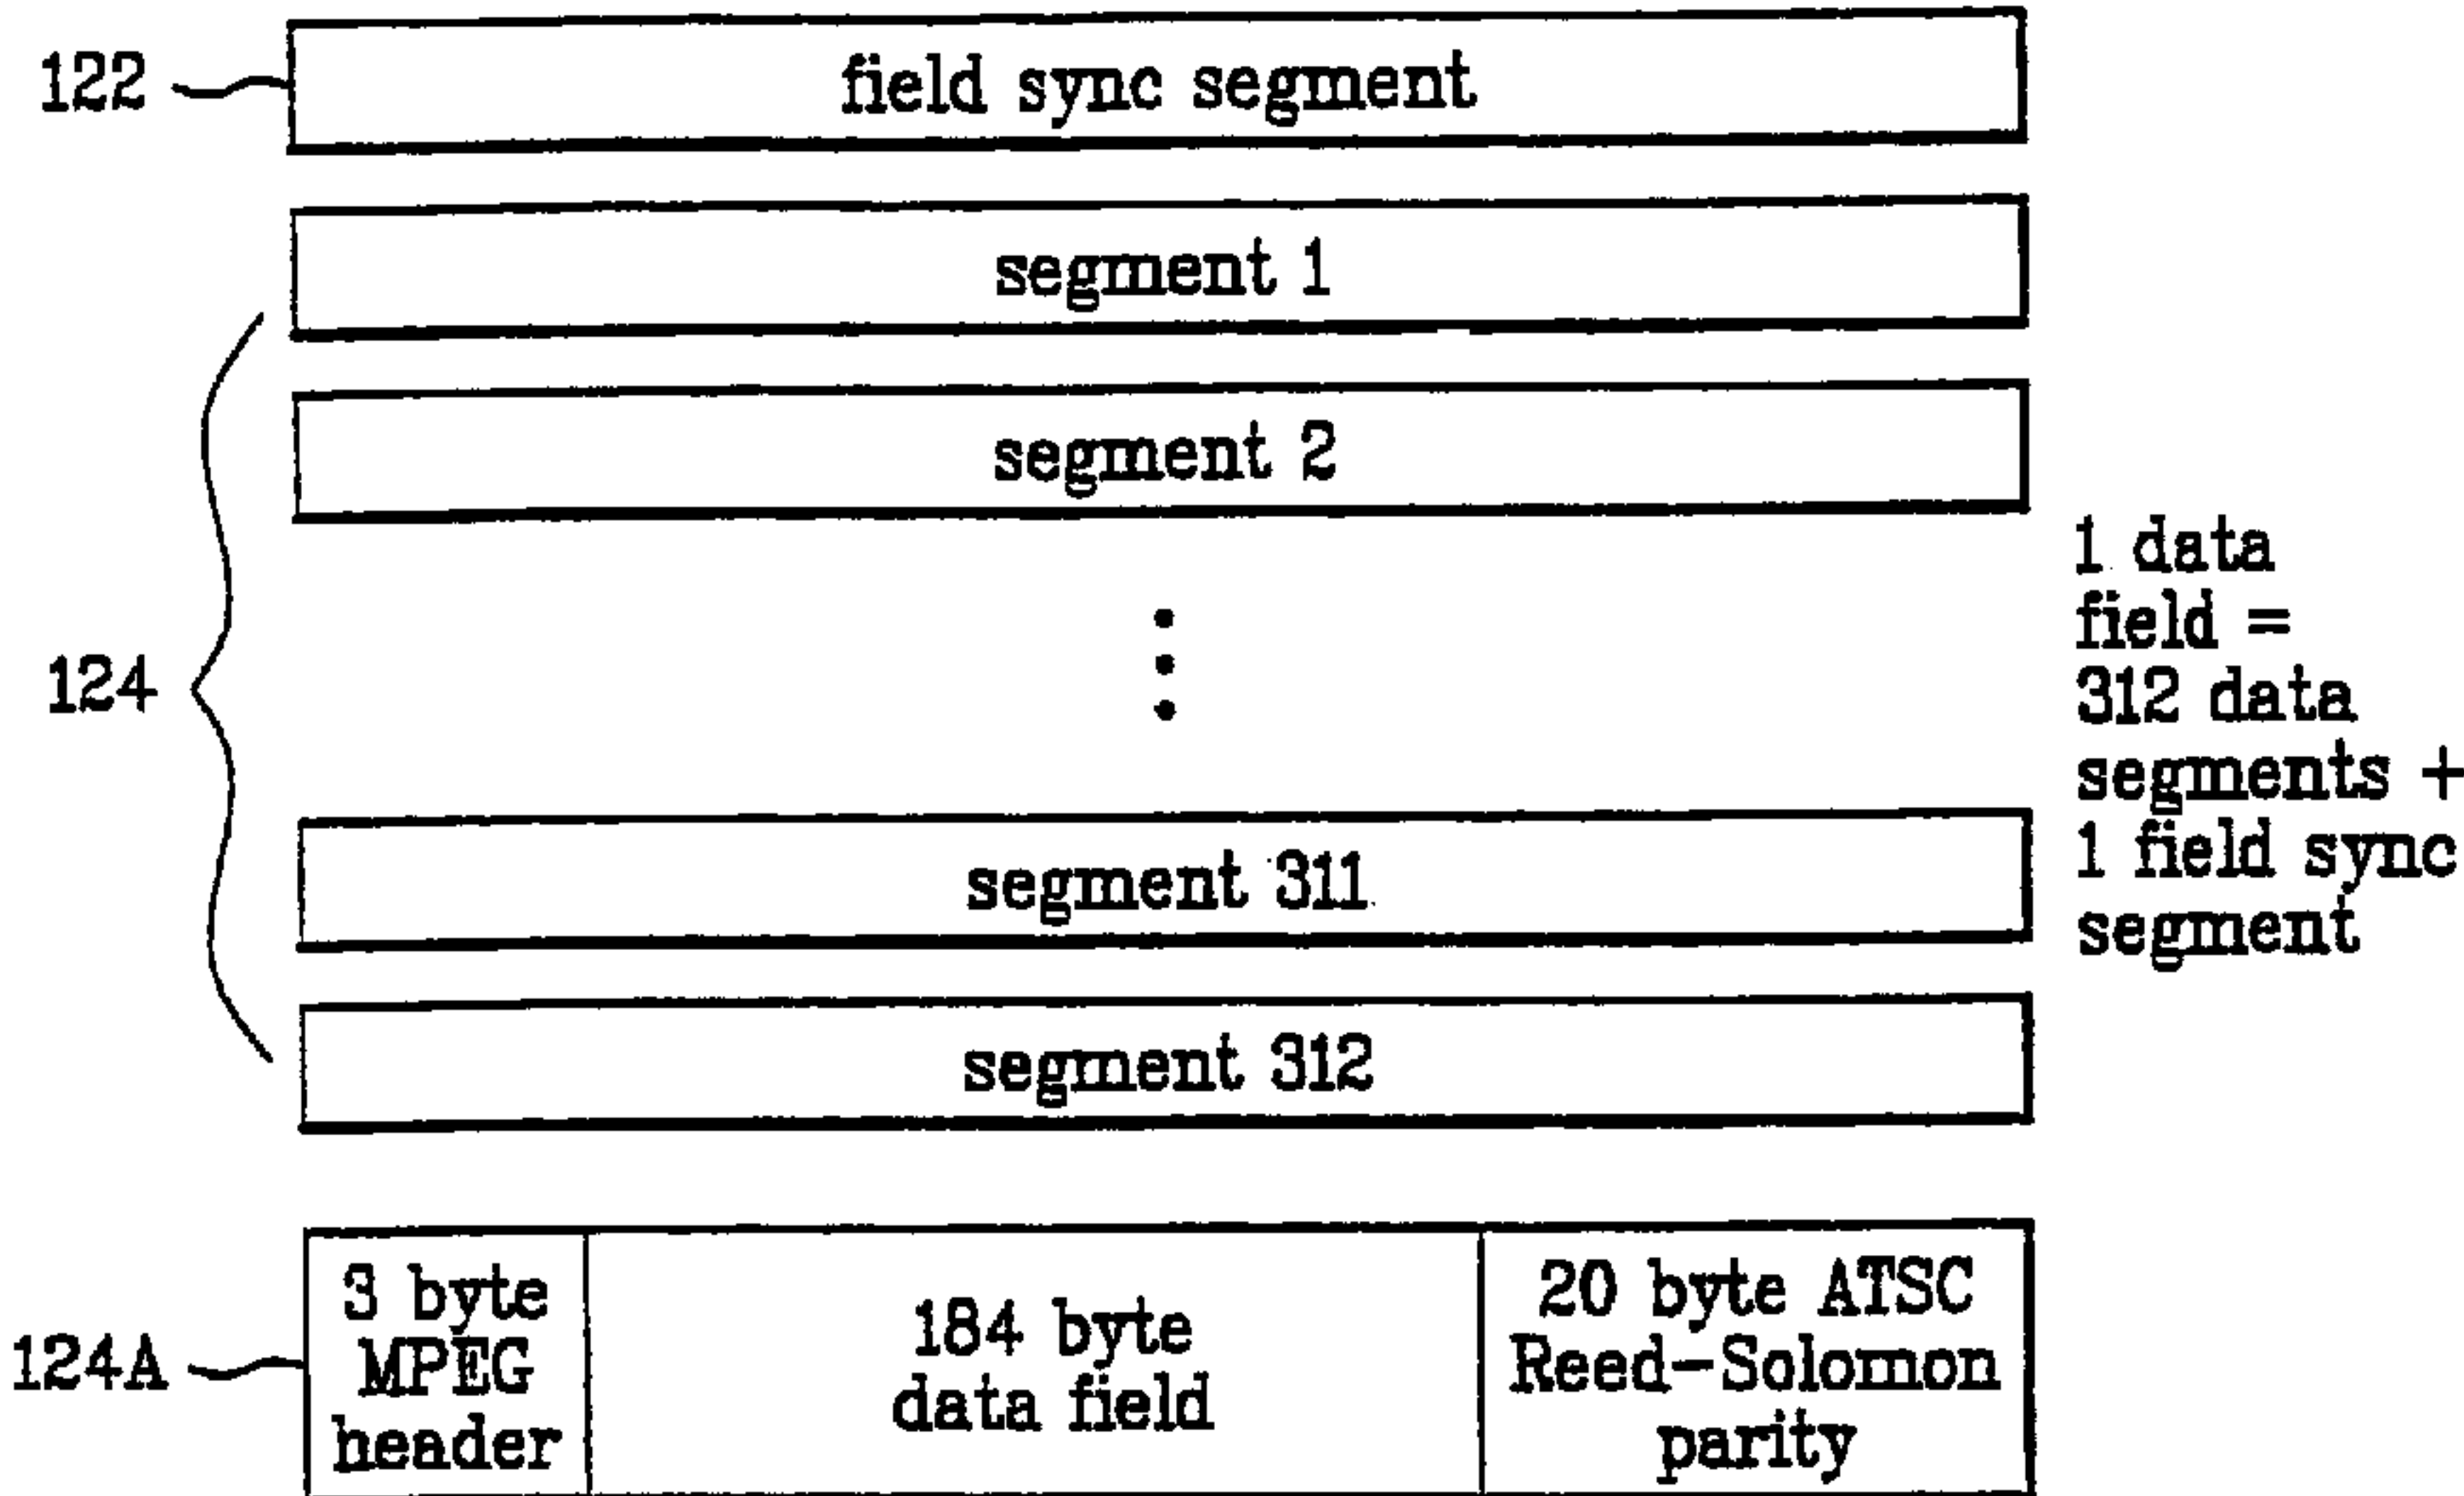 122
field sync segment
segment 1
segment 2
124
1 data
field =
312 data
segments +
1 field sync
segment
segment 311
segment 312
124A
3 byte
MPEG
header
184 byte
data field
20 byte ATSC
Reed-Solomon
parity